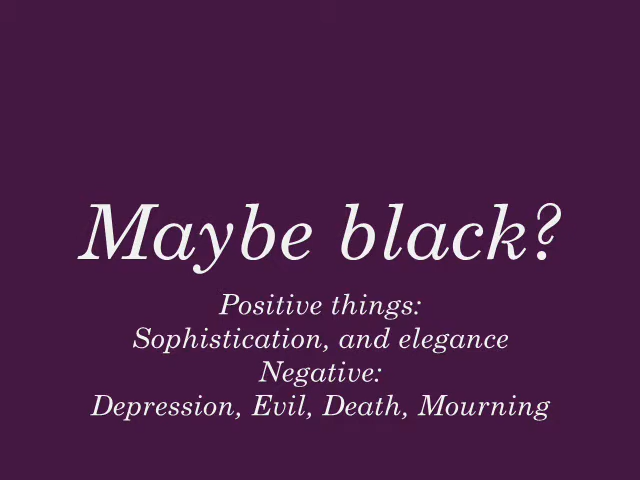 Maybe black?
Positive things:
Sophistication, and elegance
Negative:
Depression, Evil, Death, Mourning